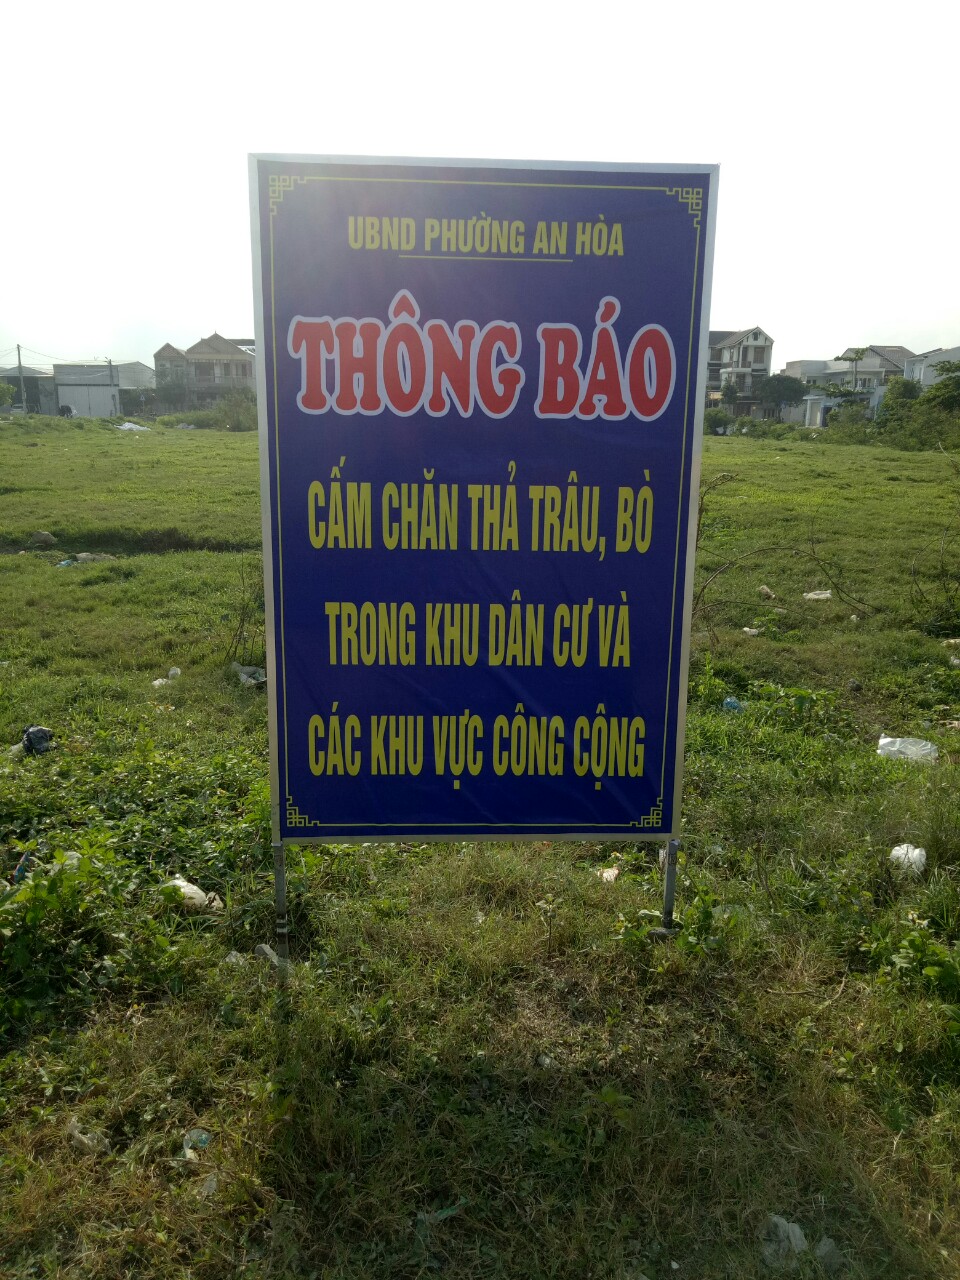 UBND PHƯỜNG AN HÒA
THÔNG BÁO
CẤM CHĂN THẢ TRÂU, BÒ
TRONG KHU DÂN CƯ VÀ
CÁC KHU VỰC CÔNG CỘNG